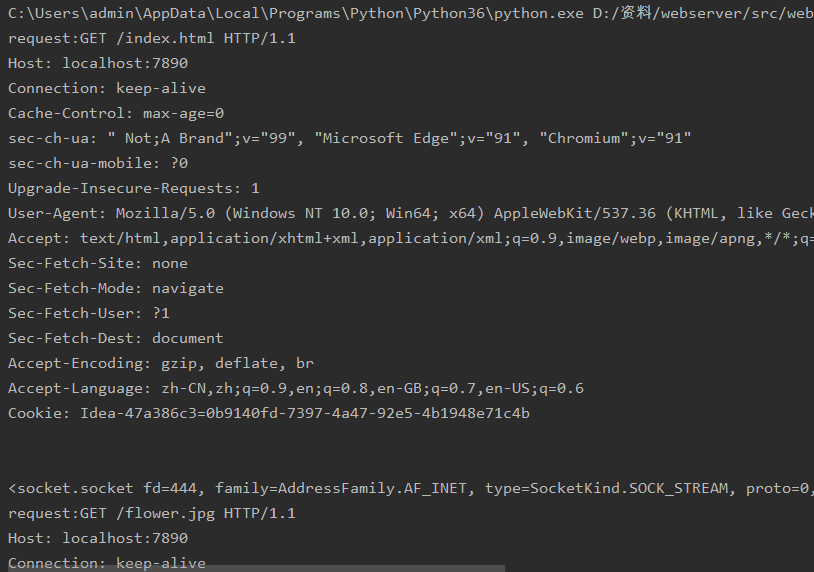 C:\Users\admin\AppData\Local\Programs\Python\Python36\python.exe D:/资料/webserver/src/web
request:GET /index.html HTTP/1.1
Host: localhost:7890
Connection: keep-alive
Cache-Control: max-age=0
sec-ch-ua: " Not;A Brand";v="99", "Microsoft Edge";v="91", "Chromium";v="91"
sec-ch-ua-mobile: ?0
Upgrade-Insecure-Requests: 1
User-Agent: Mozilla/5.0 (Windows NT 10.0; Win64; x64) AppleWebKit/537.36 (KHTML, like Geck
Accept: text/html,application/xhtml+xml,application/xml;q=0.9,image/webp,image/apng,*/*;q=
Sec-Fetch-Site: none
Sec-Fetch-Mode: navigate
Sec-Fetch-User: ?1
Sec-Fetch-Dest: document
Accept-Encoding: gzip, deflate, br
Accept-Language: zh-CN,zh;q=0.9,en;q=0.8,en-GB;q=0.7,en-US;q=0.6
Cookie: Idea-47a386c3=0b9140fd-7397-4a47-92e5-4b1948e71c4b
<socket.socket fd=444, family=AddressFamily.AF_INET, type=SocketKind.SOCK_STREAM, proto=0,
request:GET /flower.jpg HTTP/1.1
Host: localhost:7890
Connection: keep-alive